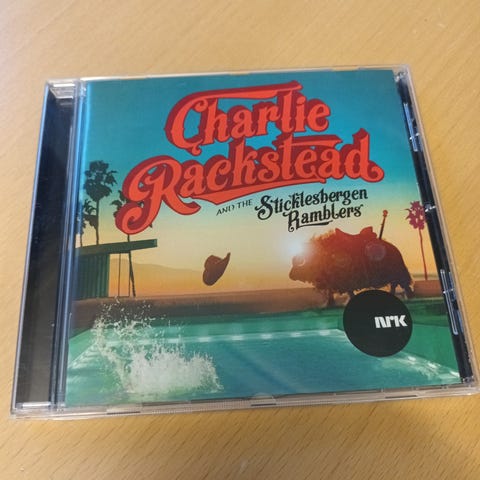 Charlie
Rackstead
AND THE Sticklesbergen
Ramblers
NRK